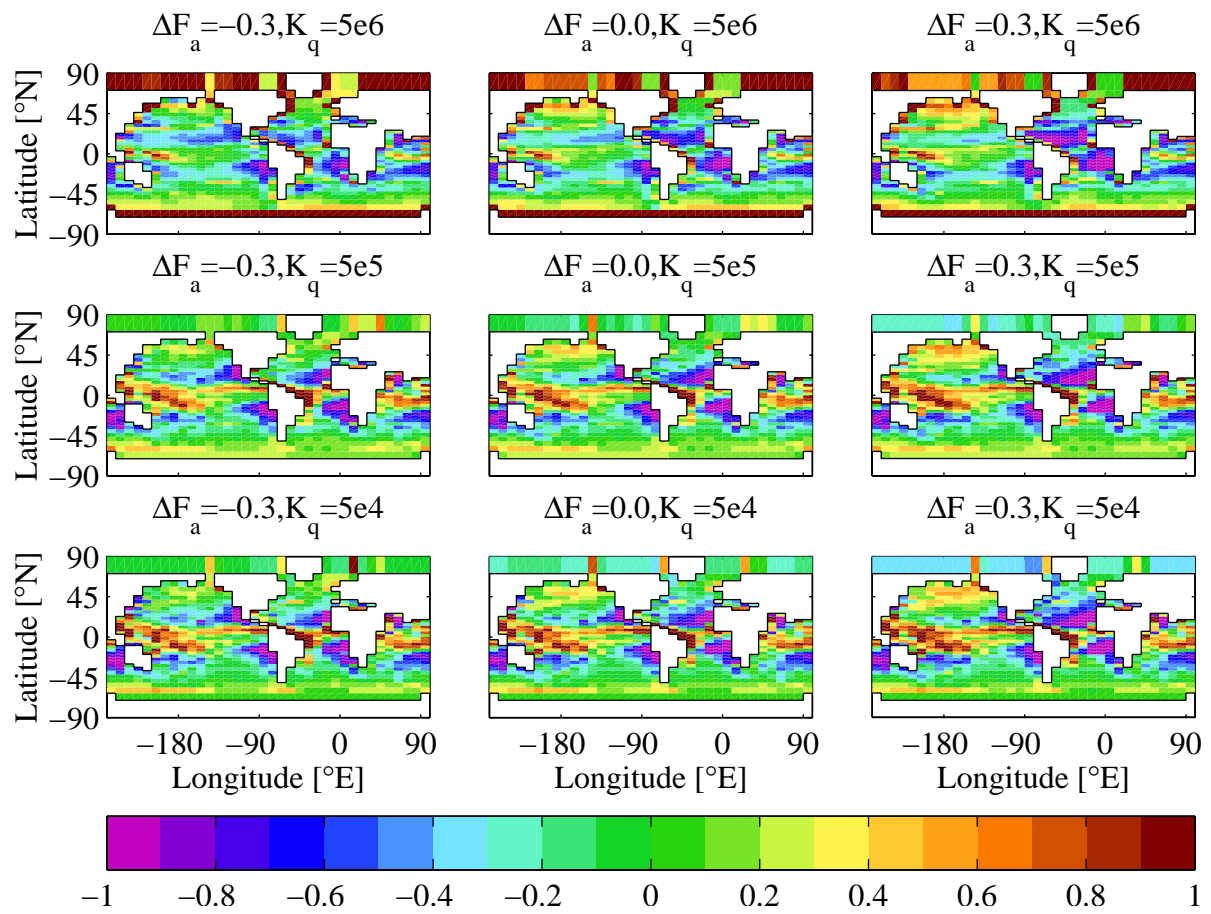 ΔF_a=−0.3,K_q=5e6 ΔF_a=0.0,K_q=5e6 ΔF_a=0.3,K_q=5e6
Latitude [°N]
90
45
0
−45
−90
ΔF_a=−0.3,K_q=5e5 ΔF_a=0.0,K_q=5e5 ΔF_a=0.3,K_q=5e5
Latitude [°N]
90
45
0
−45
−90
ΔF_a=−0.3,K_q=5e4 ΔF_a=0.0,K_q=5e4 ΔF_a=0.3,K_q=5e4
Latitude [°N]
90
45
0
−45
−90
−180 −90 0 90 −180 −90 0 90 −180 −90 0 90
Longitude [°E] Longitude [°E] Longitude [°E]
−1 −0.8 −0.6 −0.4 −0.2 0 0.2 0.4 0.6 0.8 1